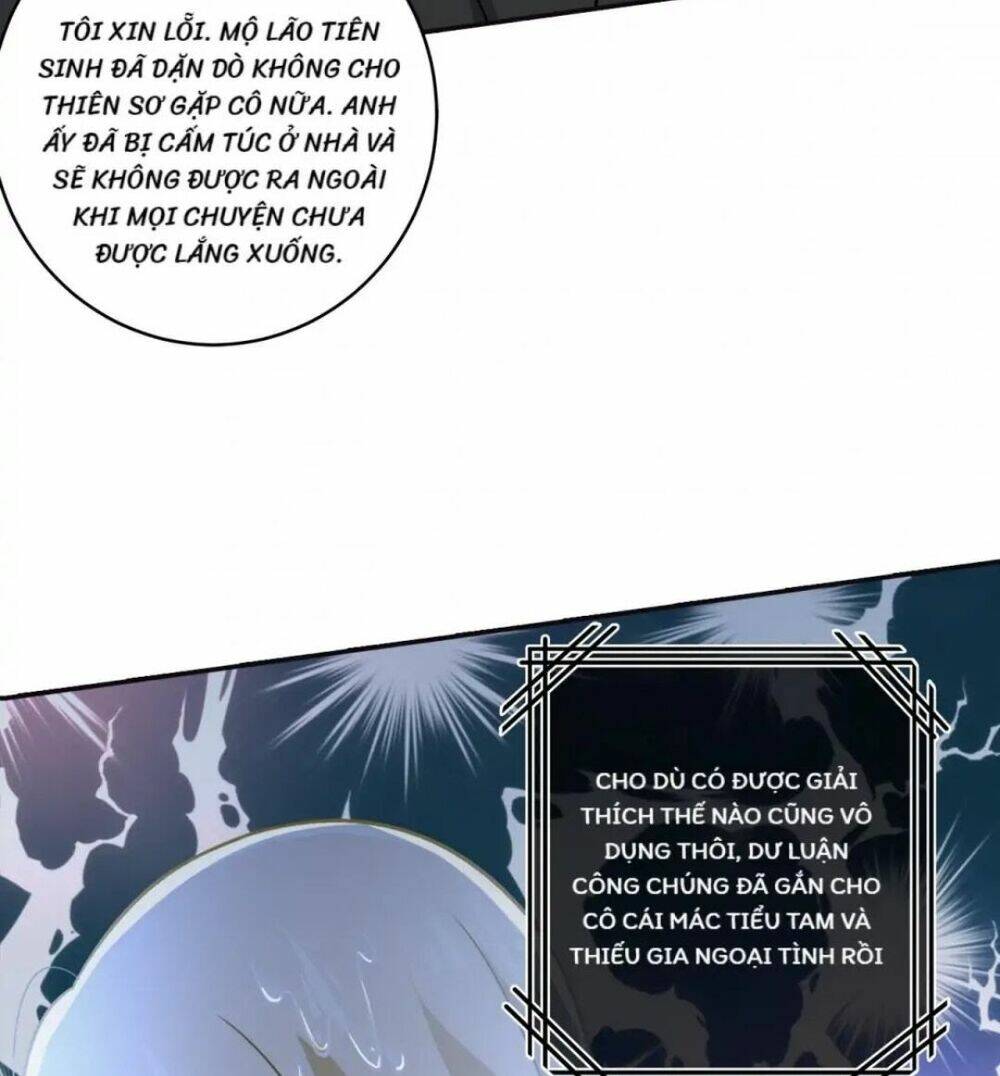 TÔI XIN LỖI. MỘ LÃO TIÊN
SINH ĐÃ DẶN DÒ KHÔNG CHO
THIÊN SƠ GẶP CÔ NỮA. ANH
ẤY ĐÃ BỊ CẤM TÚC Ở NHÀ VÀ
SẼ KHÔNG ĐƯỢC RA NGOÀI
KHI MỌI CHUYỆN CHƯA
ĐƯỢC LẮNG XUỐNG.
CHO DÙ CÓ ĐƯỢC GIẢI
THÍCH THẾ NÀO CŨNG VÔ
DỤNG THÔI, DƯ LUẬN
CÔNG CHÚNG ĐÃ GẮN CHO
CÔ CÁI MÁC TIỂU TAM VÀ
THIẾU GIA NGOẠI TÌNH RỒI